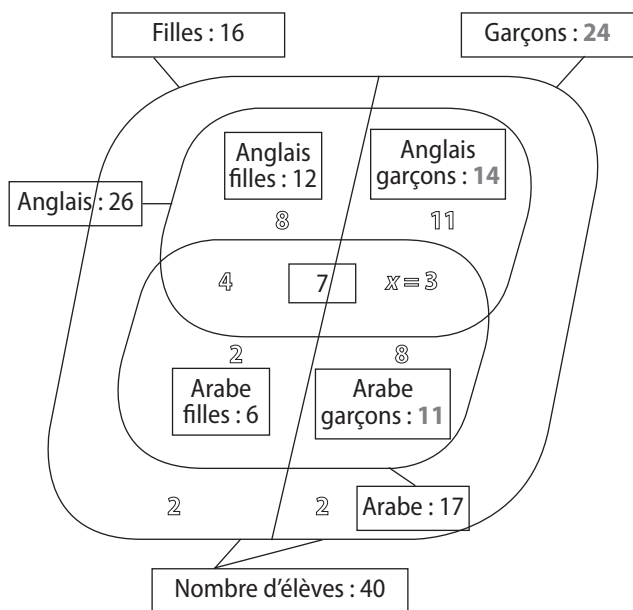 Filles : 16
Garçons : 24
Anglais
filles : 12
Anglais
garçons : 14
Anglais : 26
8
11
4
7
x = 3
2
8
Arabe
filles : 6
Arabe
garçons : 11
2
2
Arabe : 17
Nombre d'élèves : 40